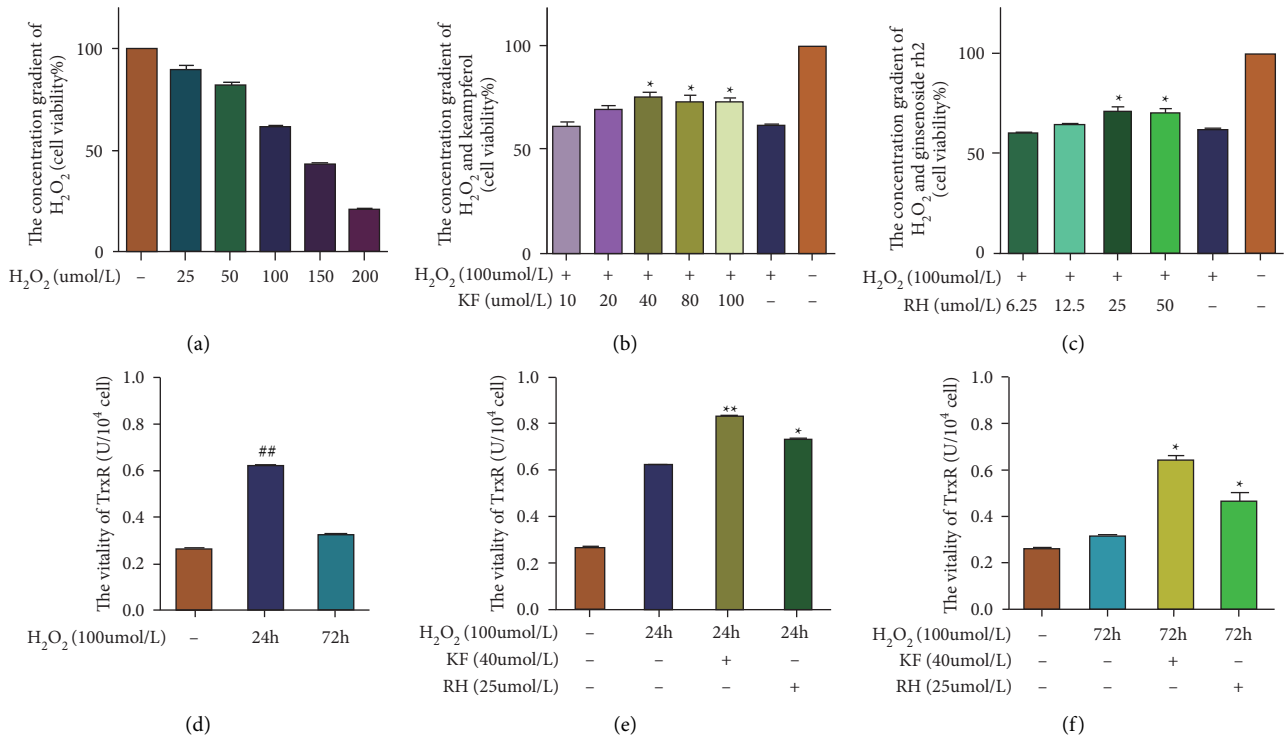 The concentration gradient of
H₂O₂ (cell viability%)
100
50
0
H₂O₂ (umol/L) – 25 50 100 150 200
(a)
The concentration gradient of
H₂O₂ and keampferol
(cell viability%)
100
50
0
* * *
H₂O₂ (100umol/L) + + + + + + –
KF (umol/L) 10 20 40 80 100 – –
(b)
The concentration gradient of
H₂O₂ and ginsenoside rh2
(cell viability%)
100
50
0
* *
H₂O₂ (100umol/L) + + + + + –
RH (umol/L) 6.25 12.5 25 50 – –
(c)
The vitality of TrxR (U/10⁴ cell)
1.0
0.8
0.6
0.4
0.2
0.0
##
H₂O₂ (100umol/L) – 24h 72h
(d)
The vitality of TrxR (U/10⁴ cell)
1.0
0.8
0.6
0.4
0.2
0.0
** *
H₂O₂ (100umol/L) – 24h 24h 24h
KF (40umol/L) – – + –
RH (25umol/L) – – – +
(e)
The vitality of TrxR (U/10⁴ cell)
1.0
0.8
0.6
0.4
0.2
0.0
* *
H₂O₂ (100umol/L) – 72h 72h 72h
KF (40umol/L) – – + –
RH (25umol/L) – – – +
(f)